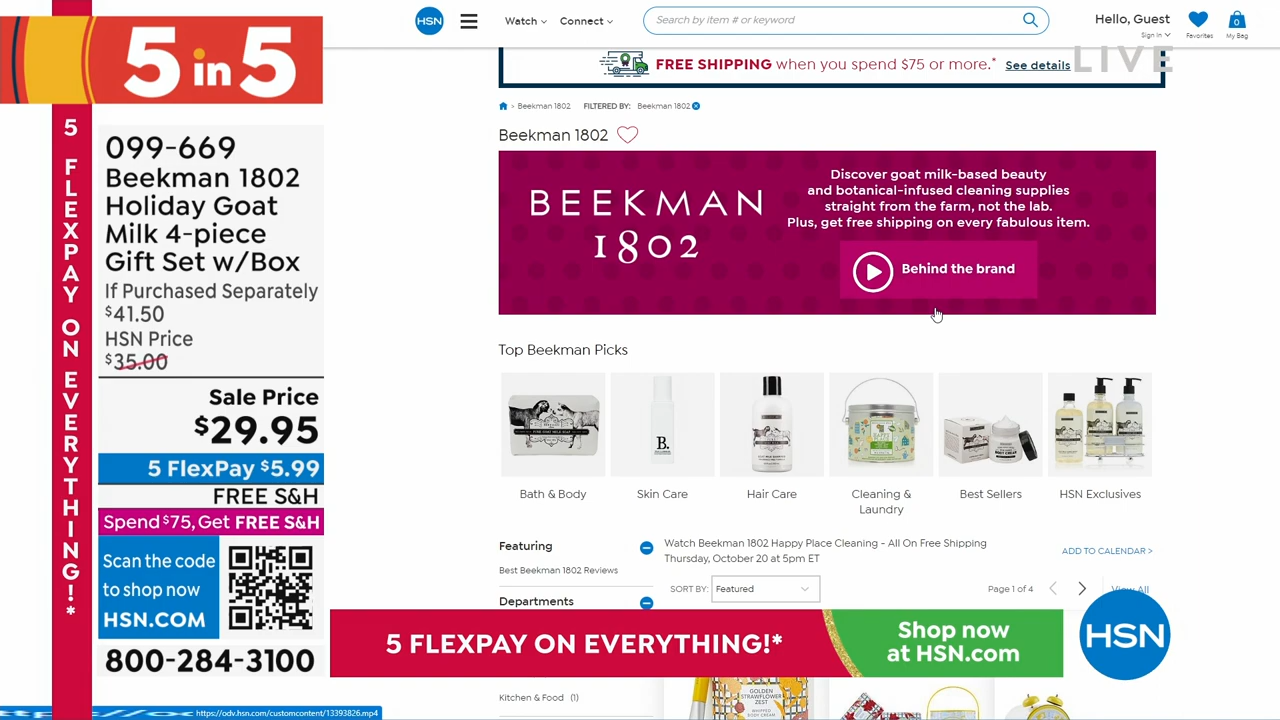 5 in 5
5 FLEXPAY ON EVERYTHING!*
099-669
Beekman 1802
Holiday Goat
Milk 4-piece
Gift Set w/Box
If Purchased Separately
$41.50
HSN Price
$35.00
Sale Price
$29.95
5 FlexPay $5.99
FREE S&H
Spend $75, Get FREE S&H
Scan the code
to shop now
HSN.COM
800-284-3100
HSN
Watch
Connect
Search by item # or keyword
Hello, Guest
Sign in
Favorites
0
My Bag
LIVE
FREE SHIPPING when you spend $75 or more.* See details
> Beekman 1802 FILTERED BY: Beekman 1802
Beekman 1802
BEEKMAN
1802
Discover goat milk-based beauty
and botanical-infused cleaning supplies
straight from the farm, not the lab.
Plus, get free shipping on every fabulous item.
Behind the brand
Top Beekman Picks
B.
Bath & Body
Skin Care
Hair Care
Cleaning &
Laundry
Best Sellers
HSN Exclusives
Featuring
Best Beekman 1802 Reviews
Departments
Watch Beekman 1802 Happy Place Cleaning - All On Free Shipping
Thursday, October 20 at 5pm ET
ADD TO CALENDAR >
SORT BY: Featured
Page 1 of 4
View All
5 FLEXPAY ON EVERYTHING!*
Shop now
at HSN.com
HSN
Kitchen & Food (1)
GOLDEN
STRAWFLOWER
ZEST
WHIPPED
BODY CREAM
https://odv.hsn.com/customcontent/13393826.mp4